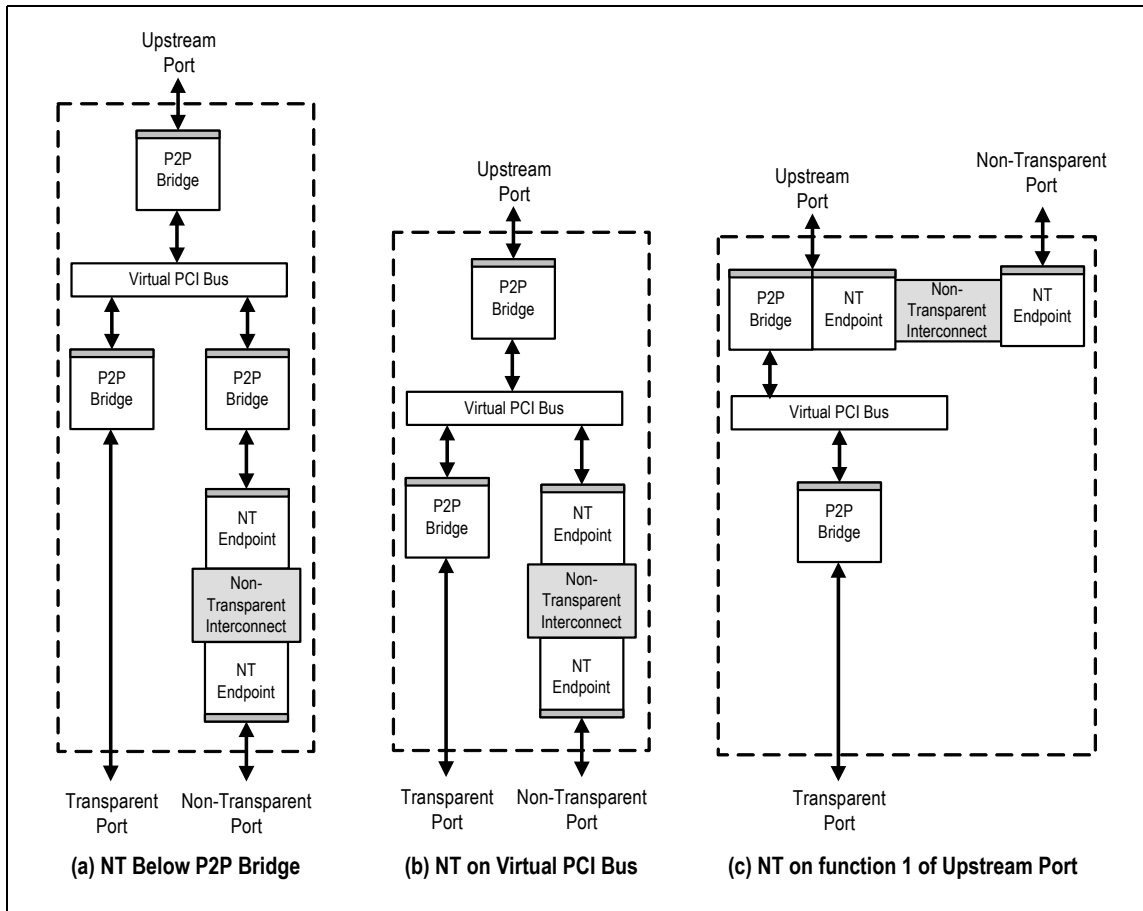 Upstream
Port
P2P
Bridge
Virtual PCI Bus
P2P
Bridge
P2P
Bridge
NT
Endpoint
Non-
Transparent
Interconnect
NT
Endpoint
Transparent
Port
Non-Transparent
Port
(a) NT Below P2P Bridge
Upstream
Port
P2P
Bridge
Virtual PCI Bus
P2P
Bridge
NT
Endpoint
Non-
Transparent
Interconnect
NT
Endpoint
Transparent
Port
Non-Transparent
Port
(b) NT on Virtual PCI Bus
Upstream
Port
Non-Transparent
Port
P2P
Bridge
NT
Endpoint
Non-
Transparent
Interconnect
NT
Endpoint
Virtual PCI Bus
P2P
Bridge
Transparent
Port
(c) NT on function 1 of Upstream Port